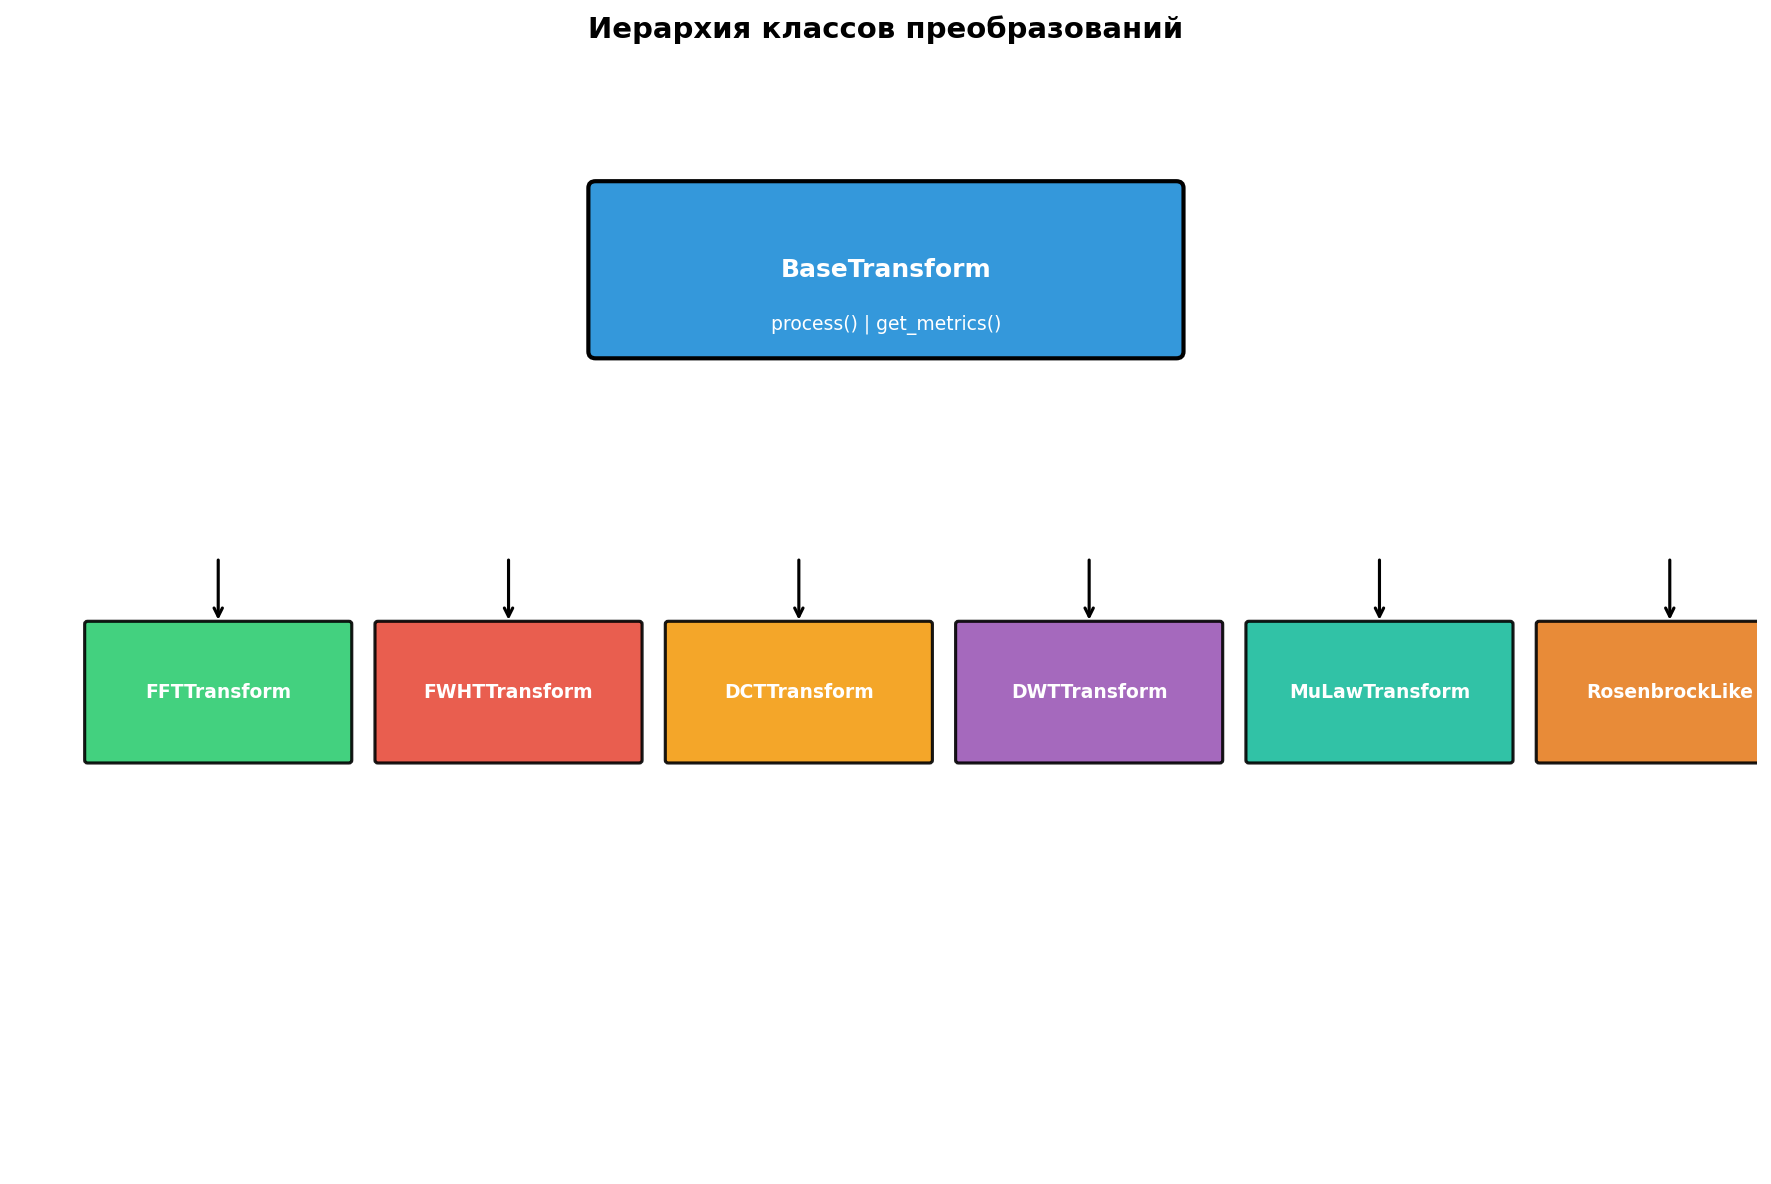 Иерархия классов преобразований
BaseTransform
process() | get_metrics()
FFTTransform
FWHTTransform
DCTTransform
DWTTransform
MuLawTransform
RosenbrockLike